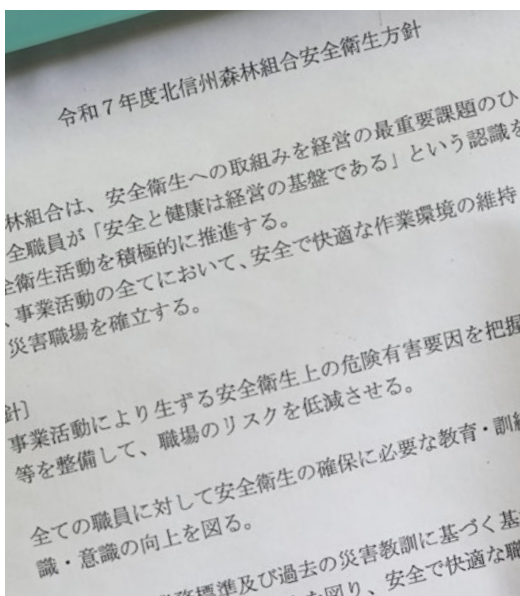 令和７年度北信州森林組合安全衛生方針
林組合は、安全衛生への取組みを経営の最重要課題のひ
全職員が「安全と健康は経営の基盤である」という認識を
全衛生活動を積極的に推進する。
、事業活動の全てにおいて、安全で快適な作業環境の維持
災害職場を確立する。
針］
事業活動により生ずる安全衛生上の危険有害要因を把握
等を整備して、職場のリスクを低減させる。
全ての職員に対して安全衛生の確保に必要な教育・訓練
識・意識の向上を図る。
標準及び過去の災害教訓に基づく基
を図り、安全で快適な職